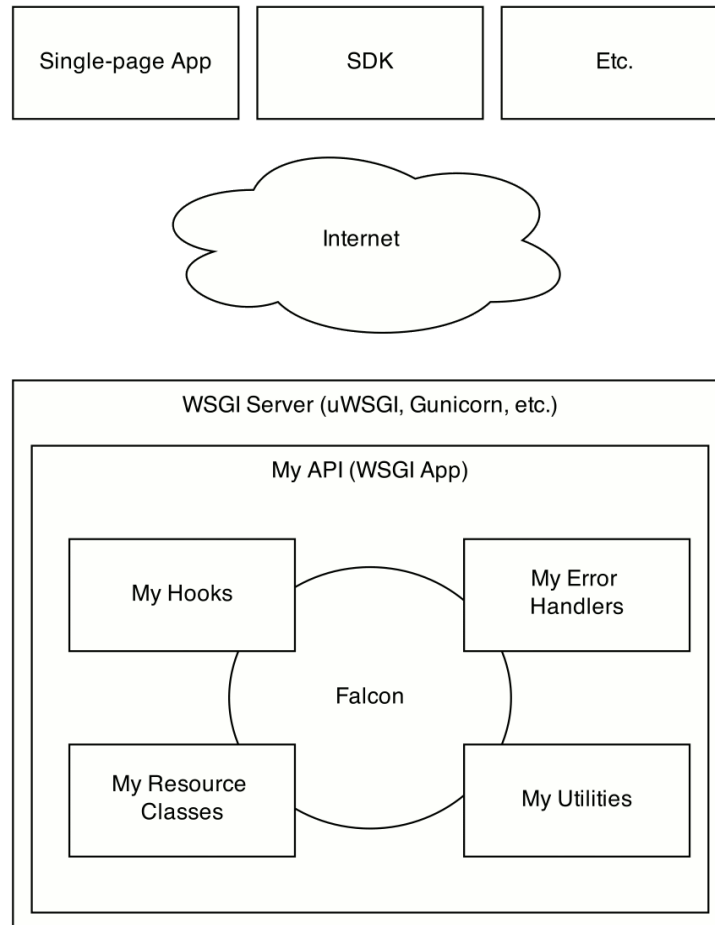 Single-page App
SDK
Etc.
Internet
WSGI Server (uWSGI, Gunicorn, etc.)
My API (WSGI App)
My Hooks
My Error
Handlers
Falcon
My Resource
Classes
My Utilities